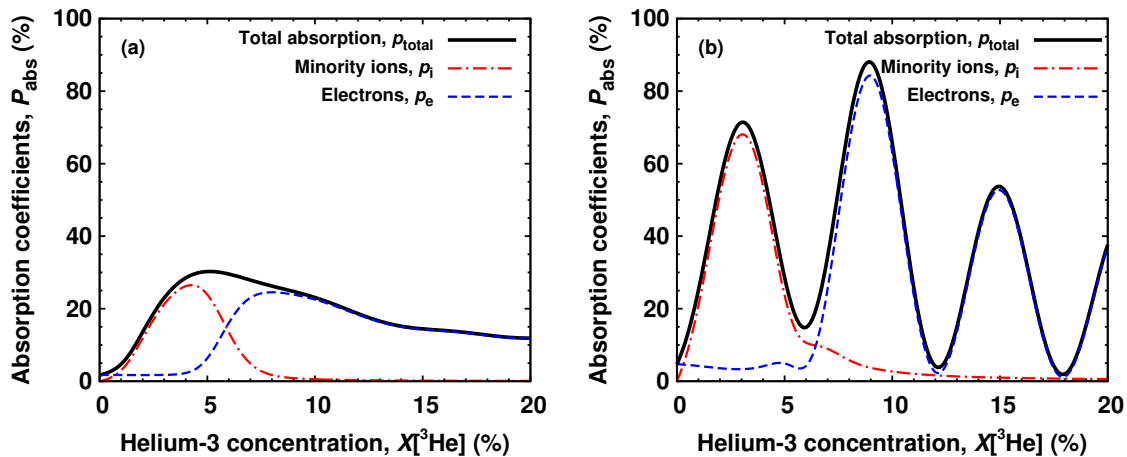 Absorption coefficients, Pabs (%)
100
80
60
40
20
0
(a)
Total absorption, ptotal
Minority ions, pi
Electrons, pe
0 5 10 15 20
Helium-3 concentration, X[³He] (%)
Absorption coefficients, Pabs (%)
100
80
60
40
20
0
(b)
Total absorption, ptotal
Minority ions, pi
Electrons, pe
0 5 10 15 20
Helium-3 concentration, X[³He] (%)